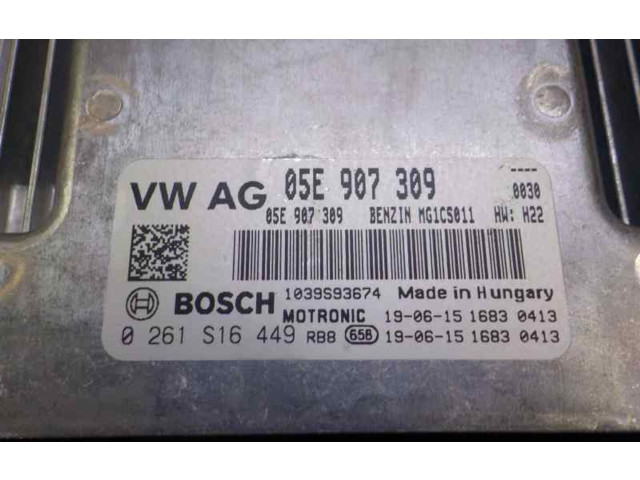 ----
VW AG 05E 907 309 0030
05E 907 309 BENZIN MG1CS011 HW: H22
BOSCH 1039S93674 Made in Hungary
MOTRONIC 19-06-15 1683 0413
0 261 S16 449 RB8 658 19-06-15 1683 0413